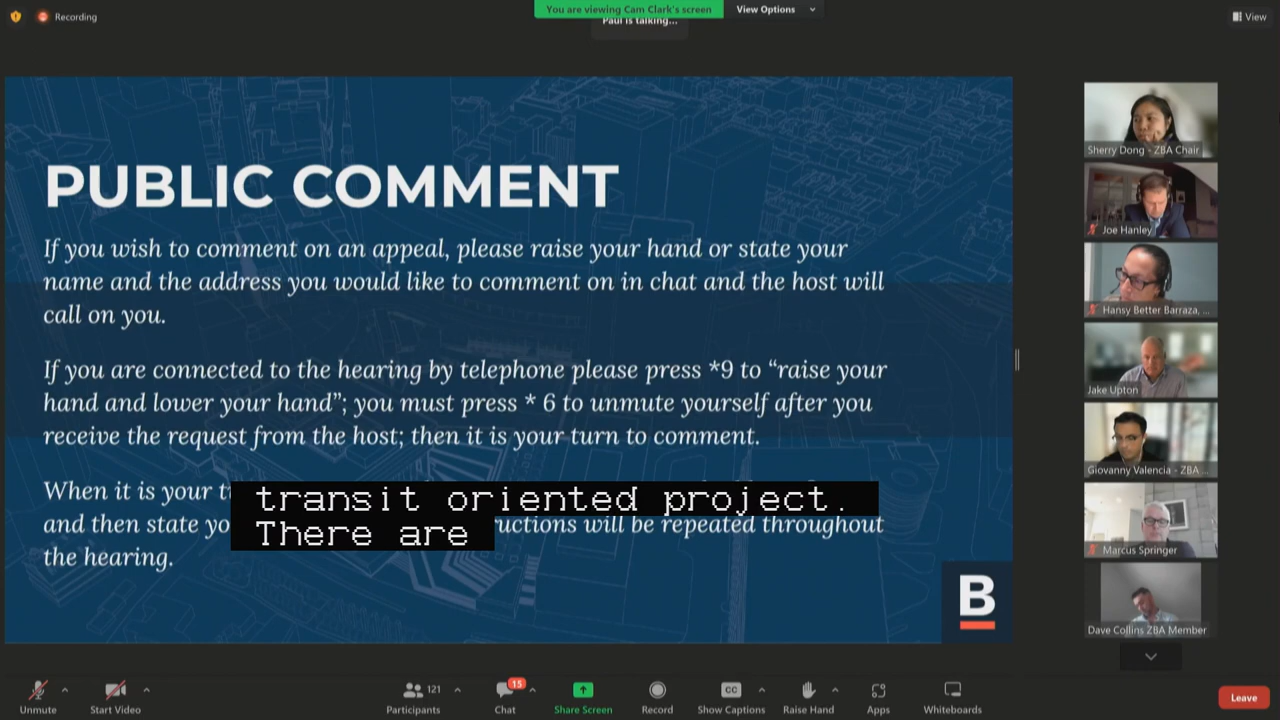 Recording
You are viewing Cam Clark's screen
View Options
Paul is talking...
View
PUBLIC COMMENT
If you wish to comment on an appeal, please raise your hand or state your
name and the address you would like to comment on in chat and the host will
call on you.
If you are connected to the hearing by telephone please press *9 to “raise your
hand and lower your hand”; you must press * 6 to unmute yourself after you
receive the request from the host; then it is your turn to comment.
When it is your
and then state
will be repeated throughout
the hearing.
transit oriented project.
There are
B
Sherry Dong - ZBA Chair
Joe Hanley
Hansy Better Barraza, ...
Jake Upton
Giovanny Valencia - ZBA ...
Marcus Springer
Dave Collins ZBA Member
Unmute
Start Video
121
Participants
15
Chat
Share Screen
Record
CC
Show Captions
Raise Hand
Apps
Whiteboards
Leave